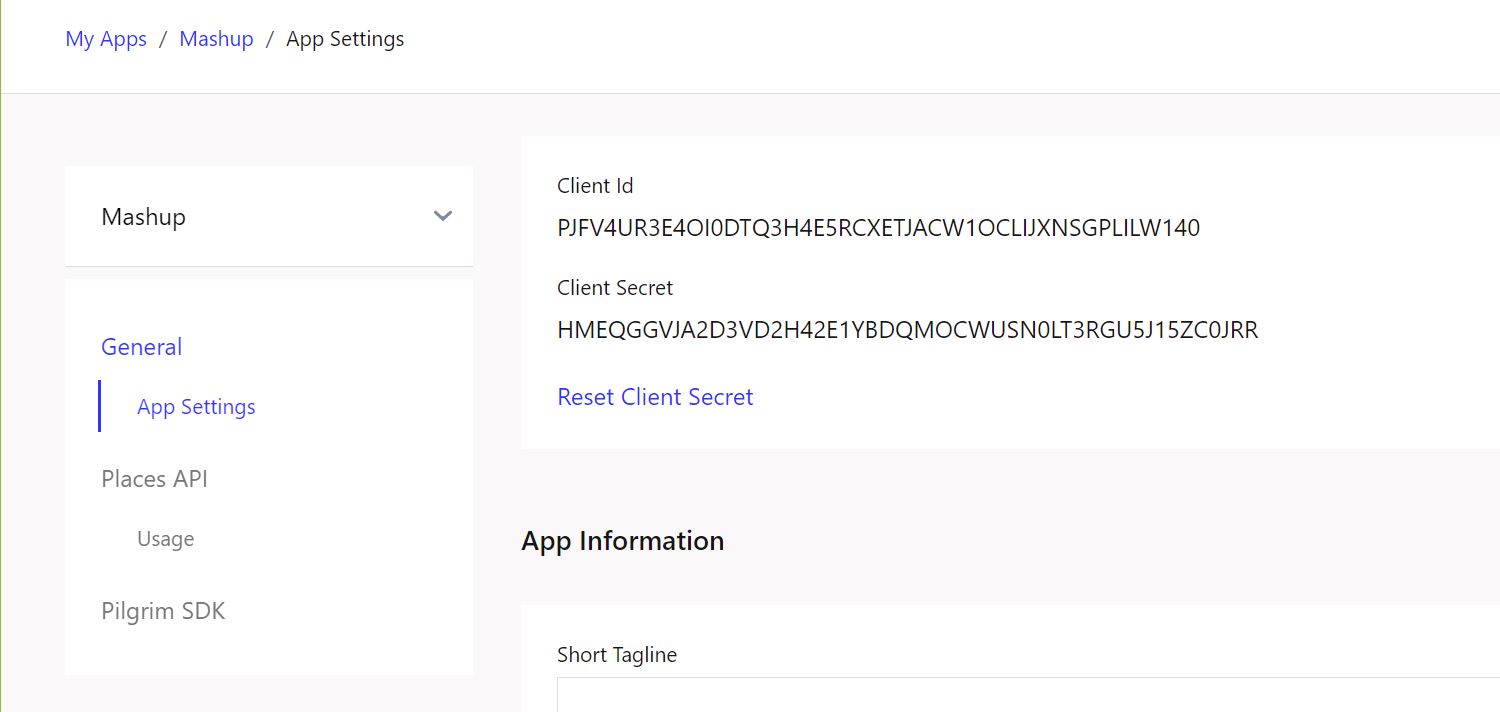 My Apps / Mashup / App Settings
Mashup
General
App Settings
Places API
Usage
Pilgrim SDK
Client Id
PJFV4UR3E4OI0DTQ3H4E5RCXETJACW1OCLIJXNSGPLILW140
Client Secret
HMEQGGVJA2D3VD2H42E1YBDQMOCWUSN0LT3RGU5J15ZC0JRR
Reset Client Secret
App Information
Short Tagline